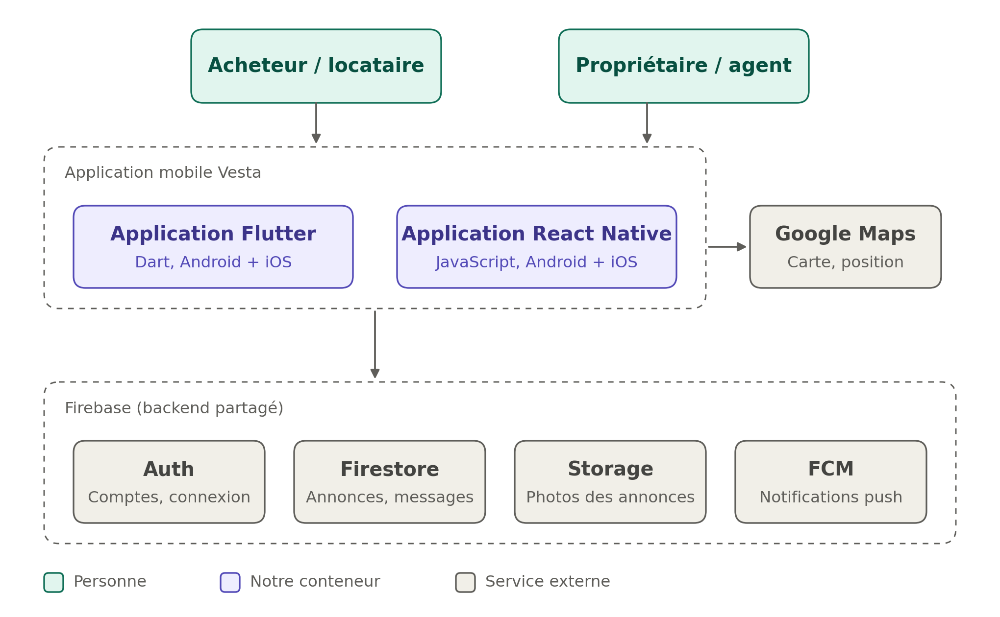 Acheteur / locataire
Propriétaire / agent
Application mobile Vesta
Application Flutter
Dart, Android + iOS
Application React Native
JavaScript, Android + iOS
Google Maps
Carte, position
Firebase (backend partagé)
Auth
Comptes, connexion
Firestore
Annonces, messages
Storage
Photos des annonces
FCM
Notifications push
Personne
Notre conteneur
Service externe